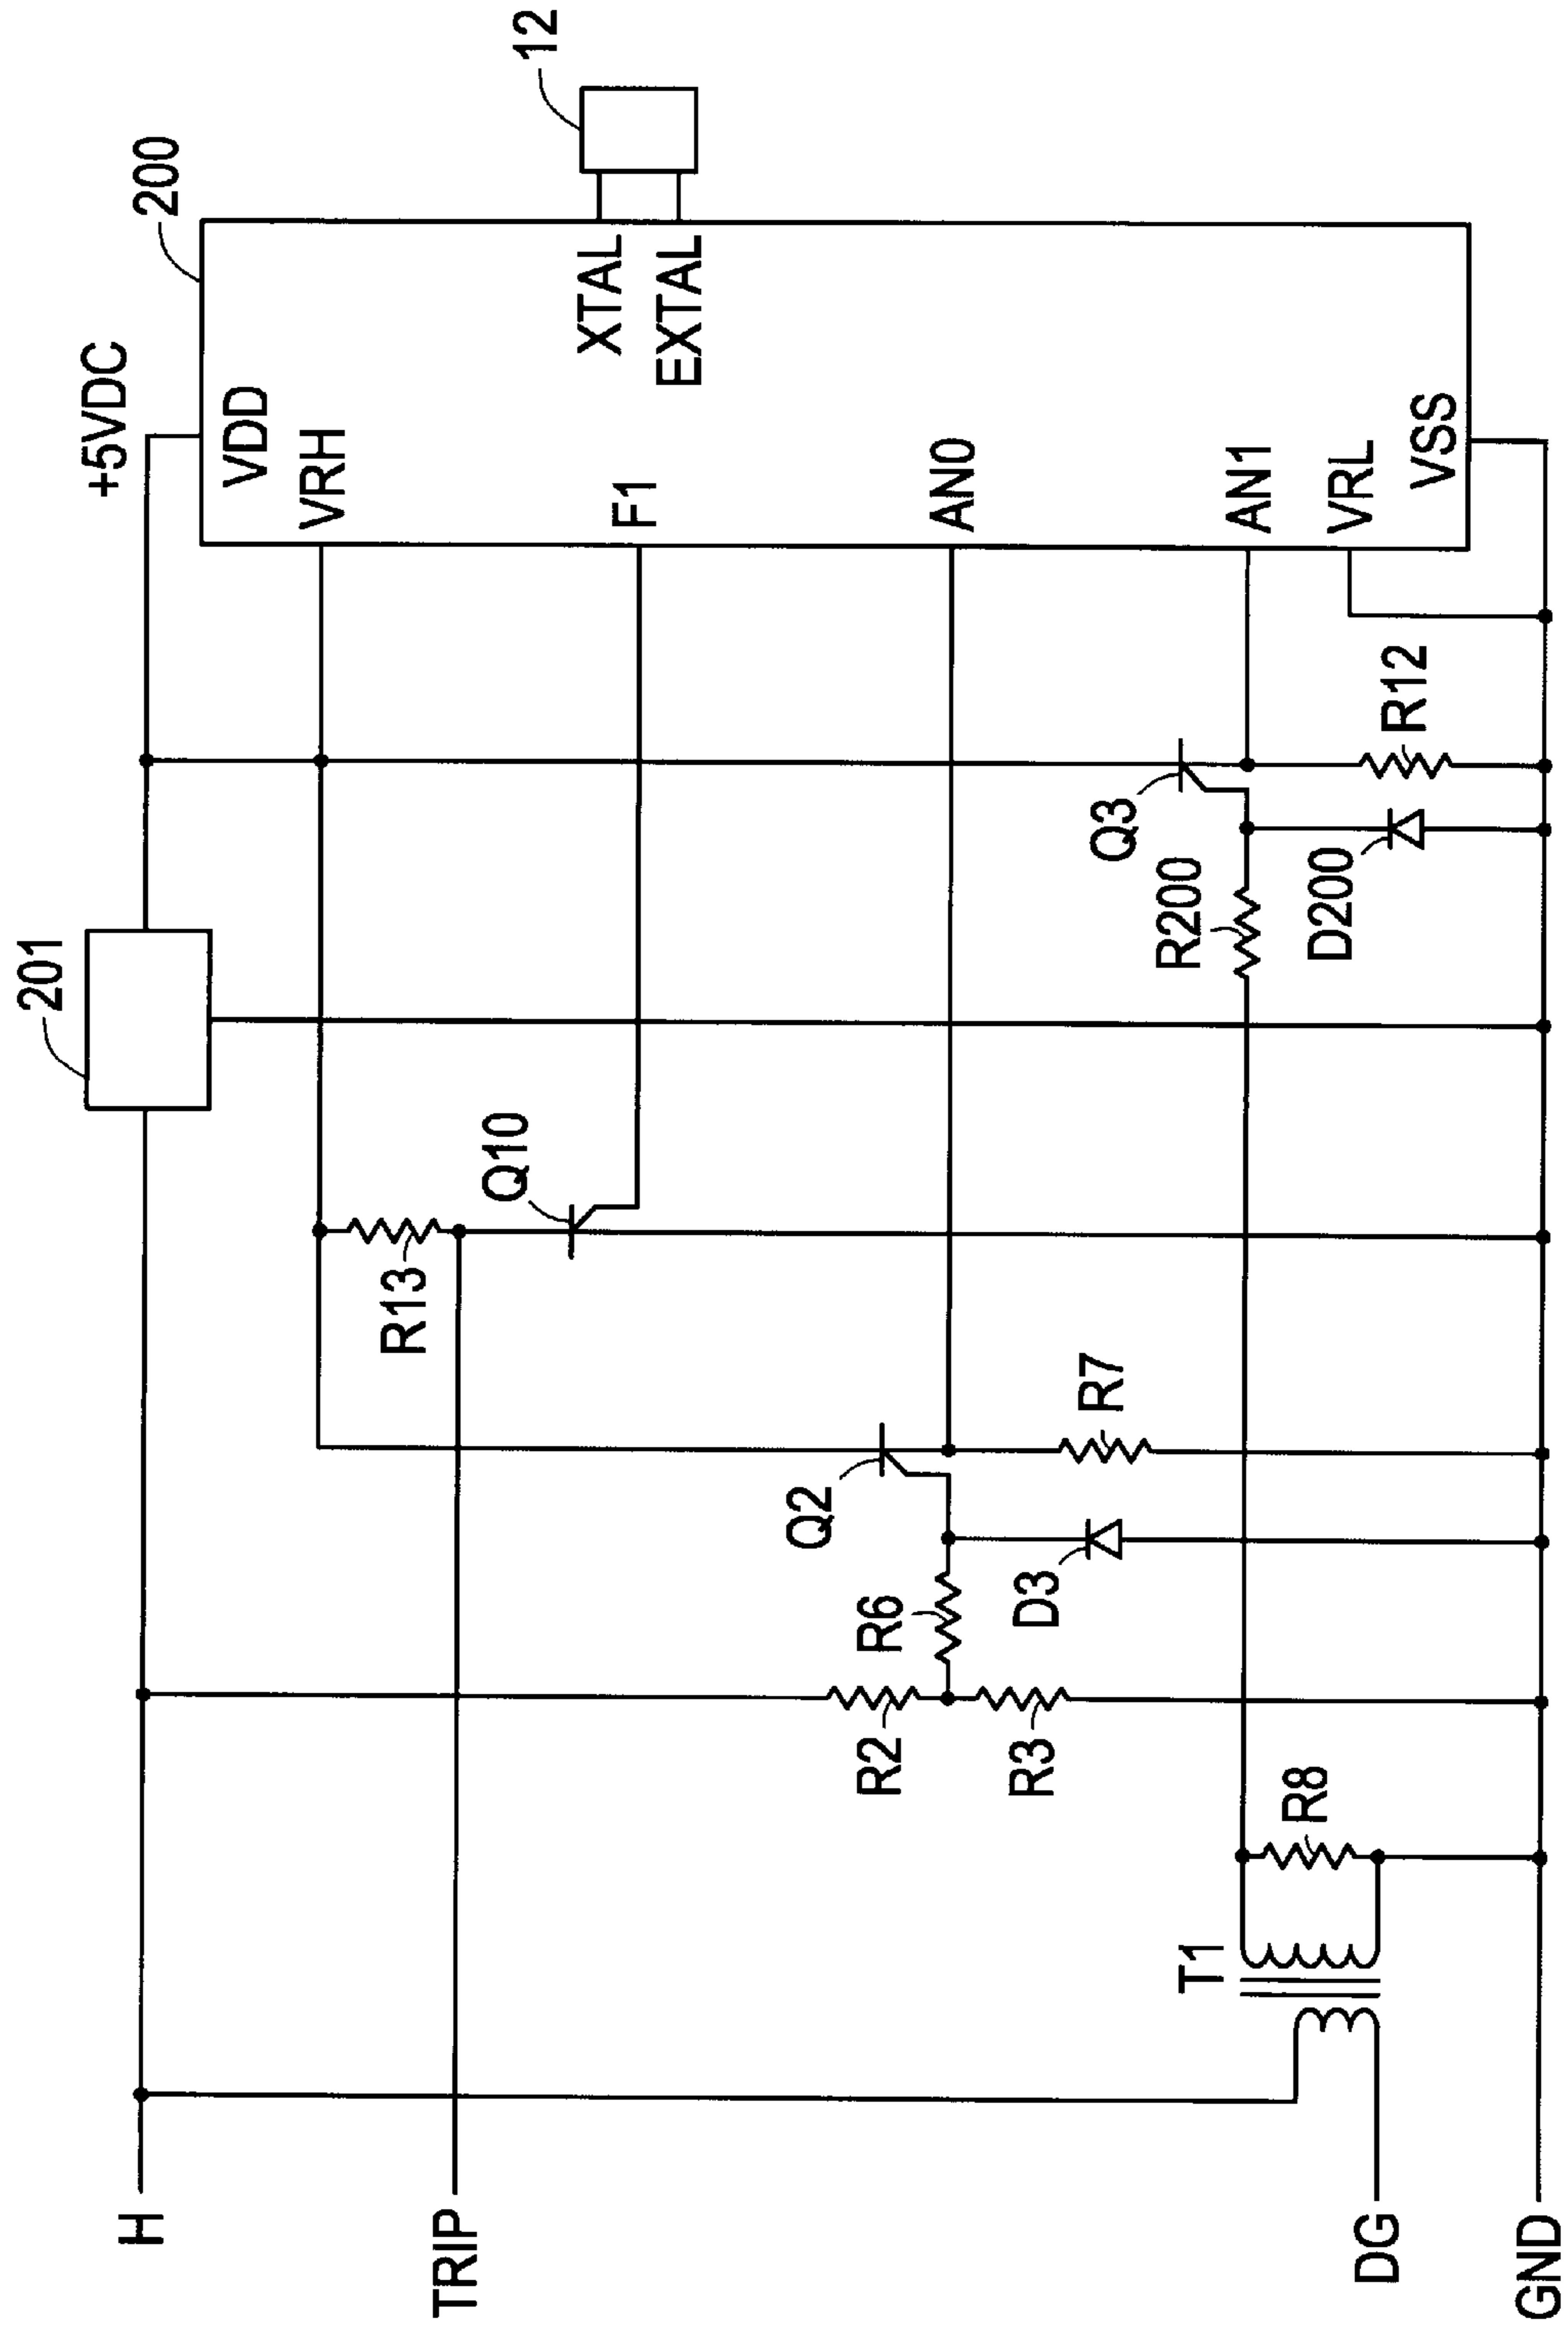 H
TRIP
DG
GND
T1
R8
R2
R3
R6
D3
Q2
R7
R13
Q10
201
R200
D200
Q3
R12
+5VDC
200
VDD
VRH
F1
AN0
AN1
VRL
VSS
XTAL
EXTAL
12